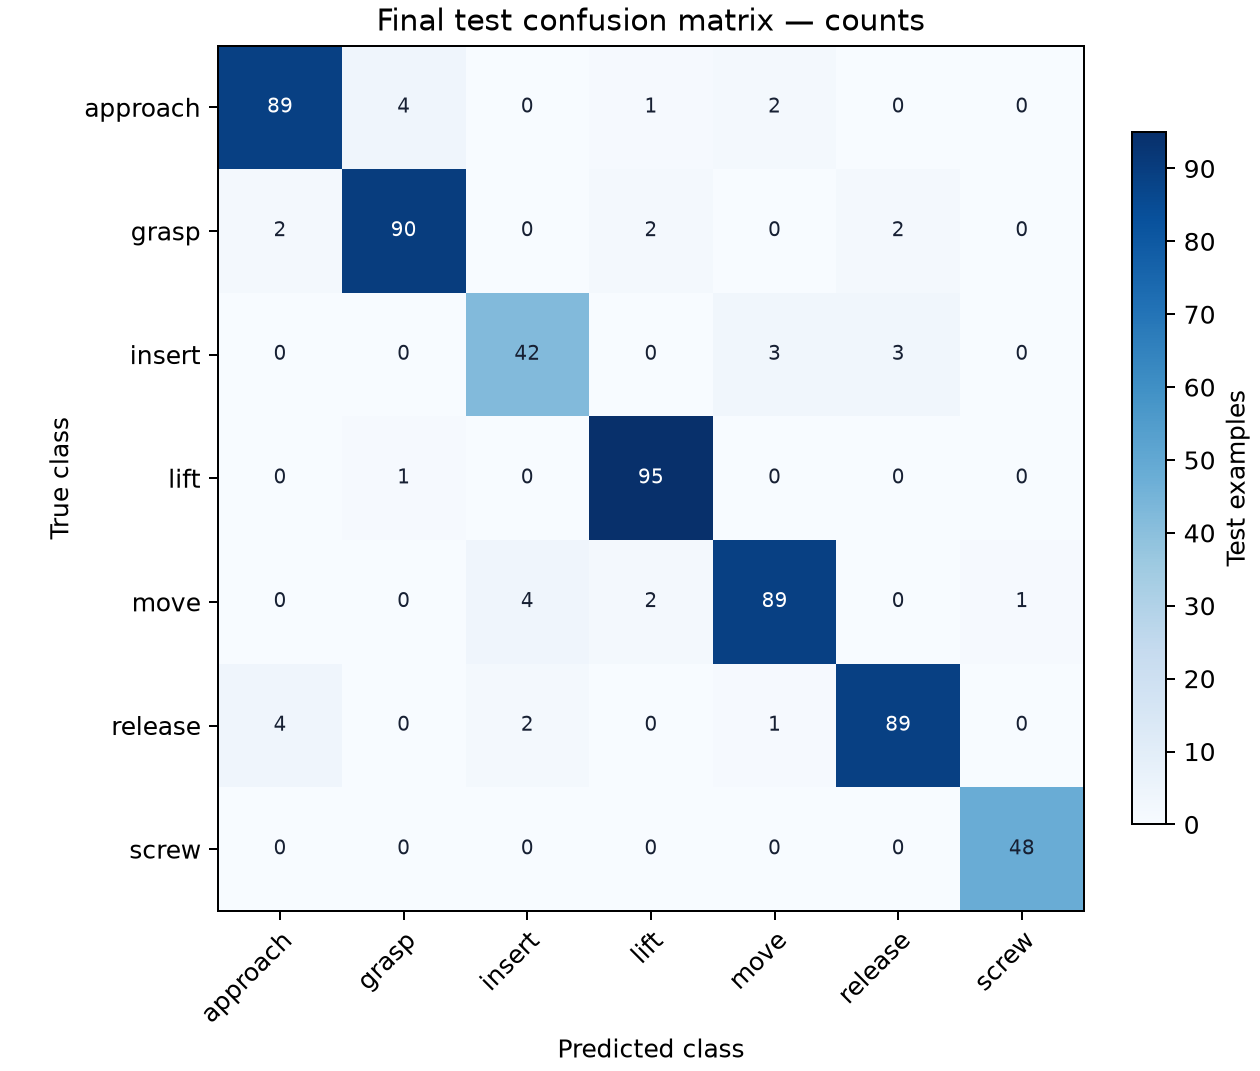 Final test confusion matrix — counts
approach 89 4 0 1 2 0 0
grasp 2 90 0 2 0 2 0
insert 0 0 42 0 3 3 0
lift 0 1 0 95 0 0 0
move 0 0 4 2 89 0 1
release 4 0 2 0 1 89 0
screw 0 0 0 0 0 0 48
True class
approach grasp insert lift move release screw
Predicted class
90
80
70
60
50
40
30
20
10
0
Test examples